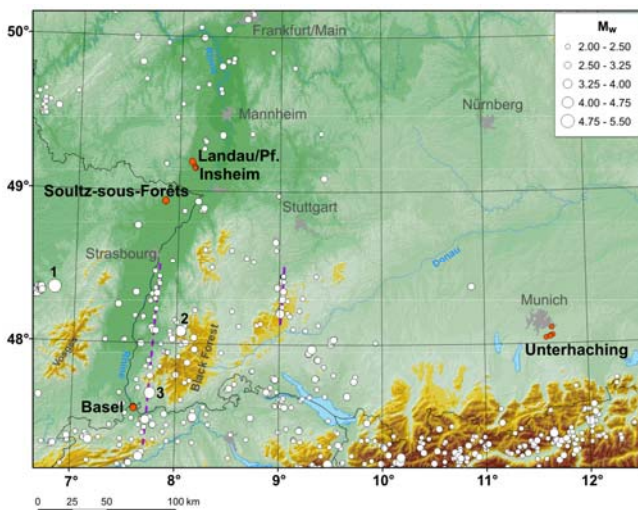 50°
49°
48°
Frankfurt/Main
Mannheim
Nürnberg
Landau/Pf.
Insheim
Soultz-sous-Forêts
Stuttgart
Strasbourg
Donau
1
2
Munich
Vosges
Black Forest
Unterhaching
3
Basel
7°
8°
9°
10°
11°
12°
0 25 50 100 km
Mw
2.00 - 2.50
2.50 - 3.25
3.25 - 4.00
4.00 - 4.75
4.75 - 5.50